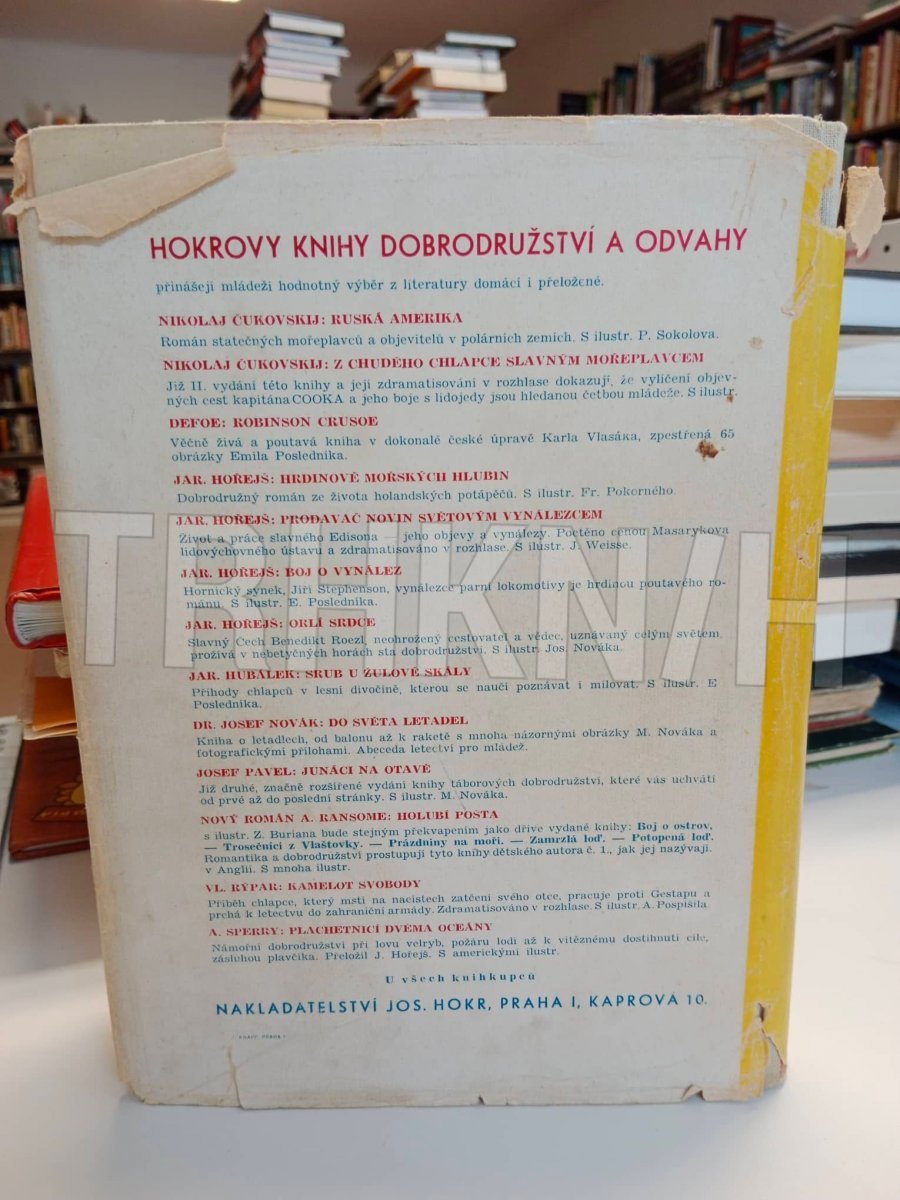 HOKROVY KNIHY DOBRODRUŽSTVÍ A ODVAHY
přinášejí mládeži hodnotný výběr z literatury domácí i přeložené.
NIKOLAJ ČUKOVSKIJ: RUSKÁ AMERIKA
Román statečných mořeplavců a objevitelů v polárních zemích. S ilustr. P. Sokolova.
NIKOLAJ ČUKOVSKIJ: Z CHUDÉHO CHLAPCE SLAVNÝM MOŘEPLAVCEM
Již II. vydání této knihy a její zdramatisování v rozhlase dokazují, že vylíčení objev-
ných cest kapitána COOKA a jeho boje s lidojedy jsou hledanou četbou mládeže. S ilustr.
DEFOE: ROBINSON CRUSOE
Věčně živá a poutavá kniha v dokonalé české úpravě Karla Vlasáka, zpestřená 65
obrázky Emila Posledníka.
JAR. HOŘEJŠ: HRDINOVÉ MOŘSKÝCH HLUBIN
Dobrodružný román ze života holandských potápěčů. S ilustr. Fr. Pokorného.
JAR. HOŘEJŠ: PRODAVAČ NOVIN SVĚTOVÝM VYNÁLEZCEM
Život a práce slavného Edisona — jeho objevy a vynálezy. Poctěno cenou Masarykova
lidovýchovného ústavu a zdramatisováno v rozhlase. S ilustr. J. Weisse.
JAR. HOŘEJŠ: BOJ O VYNÁLEZ
Hornický synek, Jiří Stephenson, vynálezce parní lokomotivy je hrdinou poutavého ro-
mánu. S ilustr. E. Posledníka.
JAR. HOŘEJŠ: ORLÍ SRDCE
Slavný Čech Benedikt Roezl, neohrožený cestovatel a vědec, uznávaný celým světem,
prožívá v nebetyčných horách sta dobrodružství. S ilustr. Jos. Nováka.
JAR. HUBÁLEK: SRUB U ŽULOVÉ SKÁLY
Příhody chlapců v lesní divočině, kterou se naučí poznávat i milovat. S ilustr. E
Posledníka.
DR. JOSEF NOVÁK: DO SVĚTA LETADEL
Kniha o letadlech, od balonu až k raketě s mnoha názornými obrázky M. Nováka a
fotografickými přílohami. Abeceda letectví pro mládež.
JOSEF PAVEL: JUNÁCI NA OTAVĚ
Již druhé, značně rozšířené vydání knihy táborových dobrodružství, které vás uchvátí
od prvé až do poslední stránky. S ilustr. M. Nováka.
NOVÝ ROMÁN A. RANSOME: HOLUBÍ POŠTA
s ilustr. Z. Buriana bude stejným překvapením jako dříve vydané knihy: Boj o ostrov,
— Trosečníci z Vlaštovky. — Prázdniny na moři. — Zamrzlá loď. — Potopená loď.
Romantika a dobrodružství prostupují tyto knihy dětského autora č. 1., jak jej nazývají.
v Anglii. S mnoha ilustr.
VL. RÝPAR: KAMELOT SVOBODY
Příběh chlapce, který mstí na nacistech zatčení svého otce, pracuje proti Gestapu a
prchá k letectvu do zahraniční armády. Zdramatisováno v rozhlase. S ilustr. A. Pospíšila.
A. SPERRY: PLACHETNICÍ DVĚMA OCEÁNY
Námořní dobrodružství při lovu velryb, požáru lodi až k vítěznému dostihnutí cíle,
zásluhou plavčíka. Přeložil J. Hořejš. S americkými ilustr.
U všech knihkupců
NAKLADATELSTVÍ JOS. HOKR, PRAHA I, KAPROVA 10.
TRHKNIH